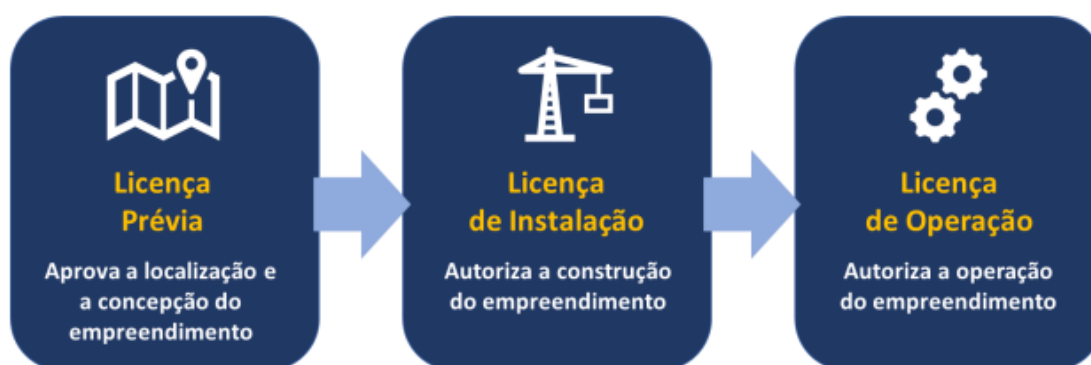 Licença
Prévia
Aprova a localização e
a concepção do
empreendimento
Licença
de Instalação
Autoriza a construção
do empreendimento
Licença
de Operação
Autoriza a operação
do empreendimento